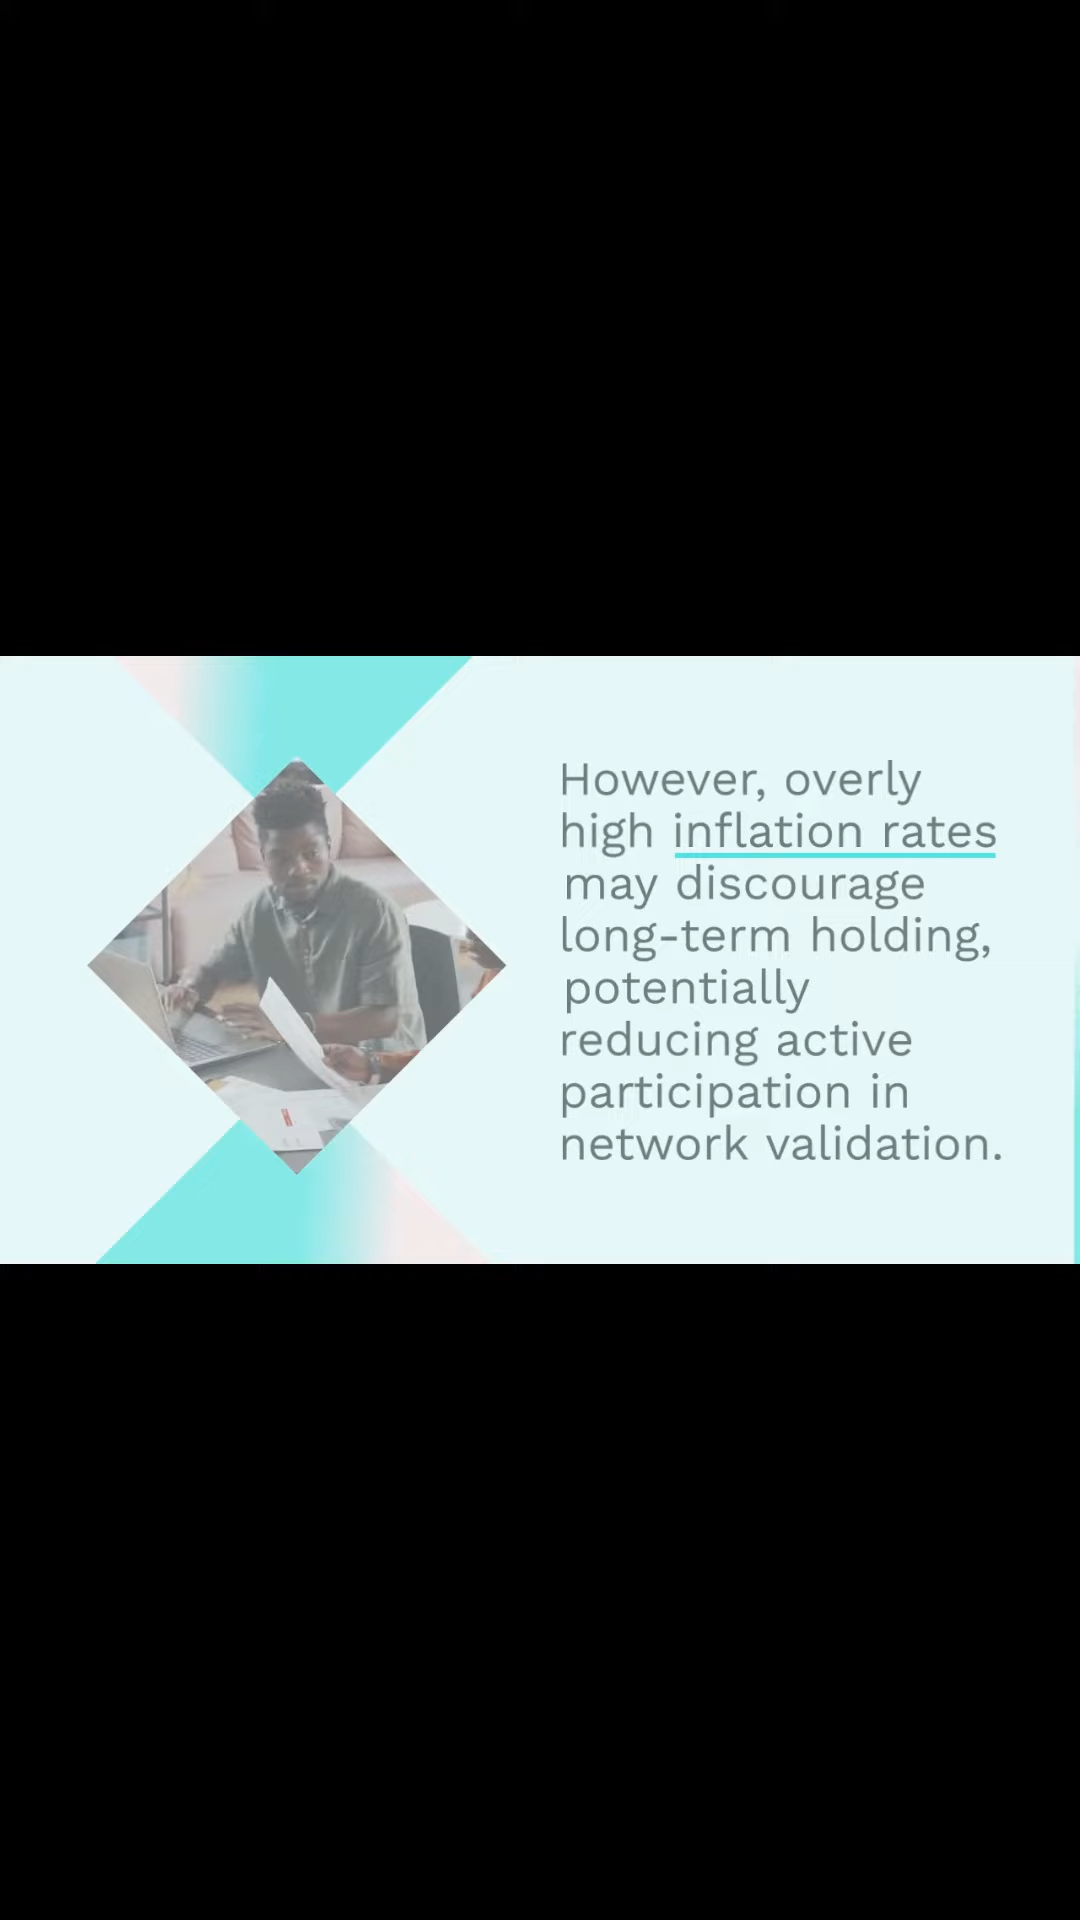 However, overly
high inflation rates
may discourage
long-term holding,
potentially
reducing active
participation in
network validation.